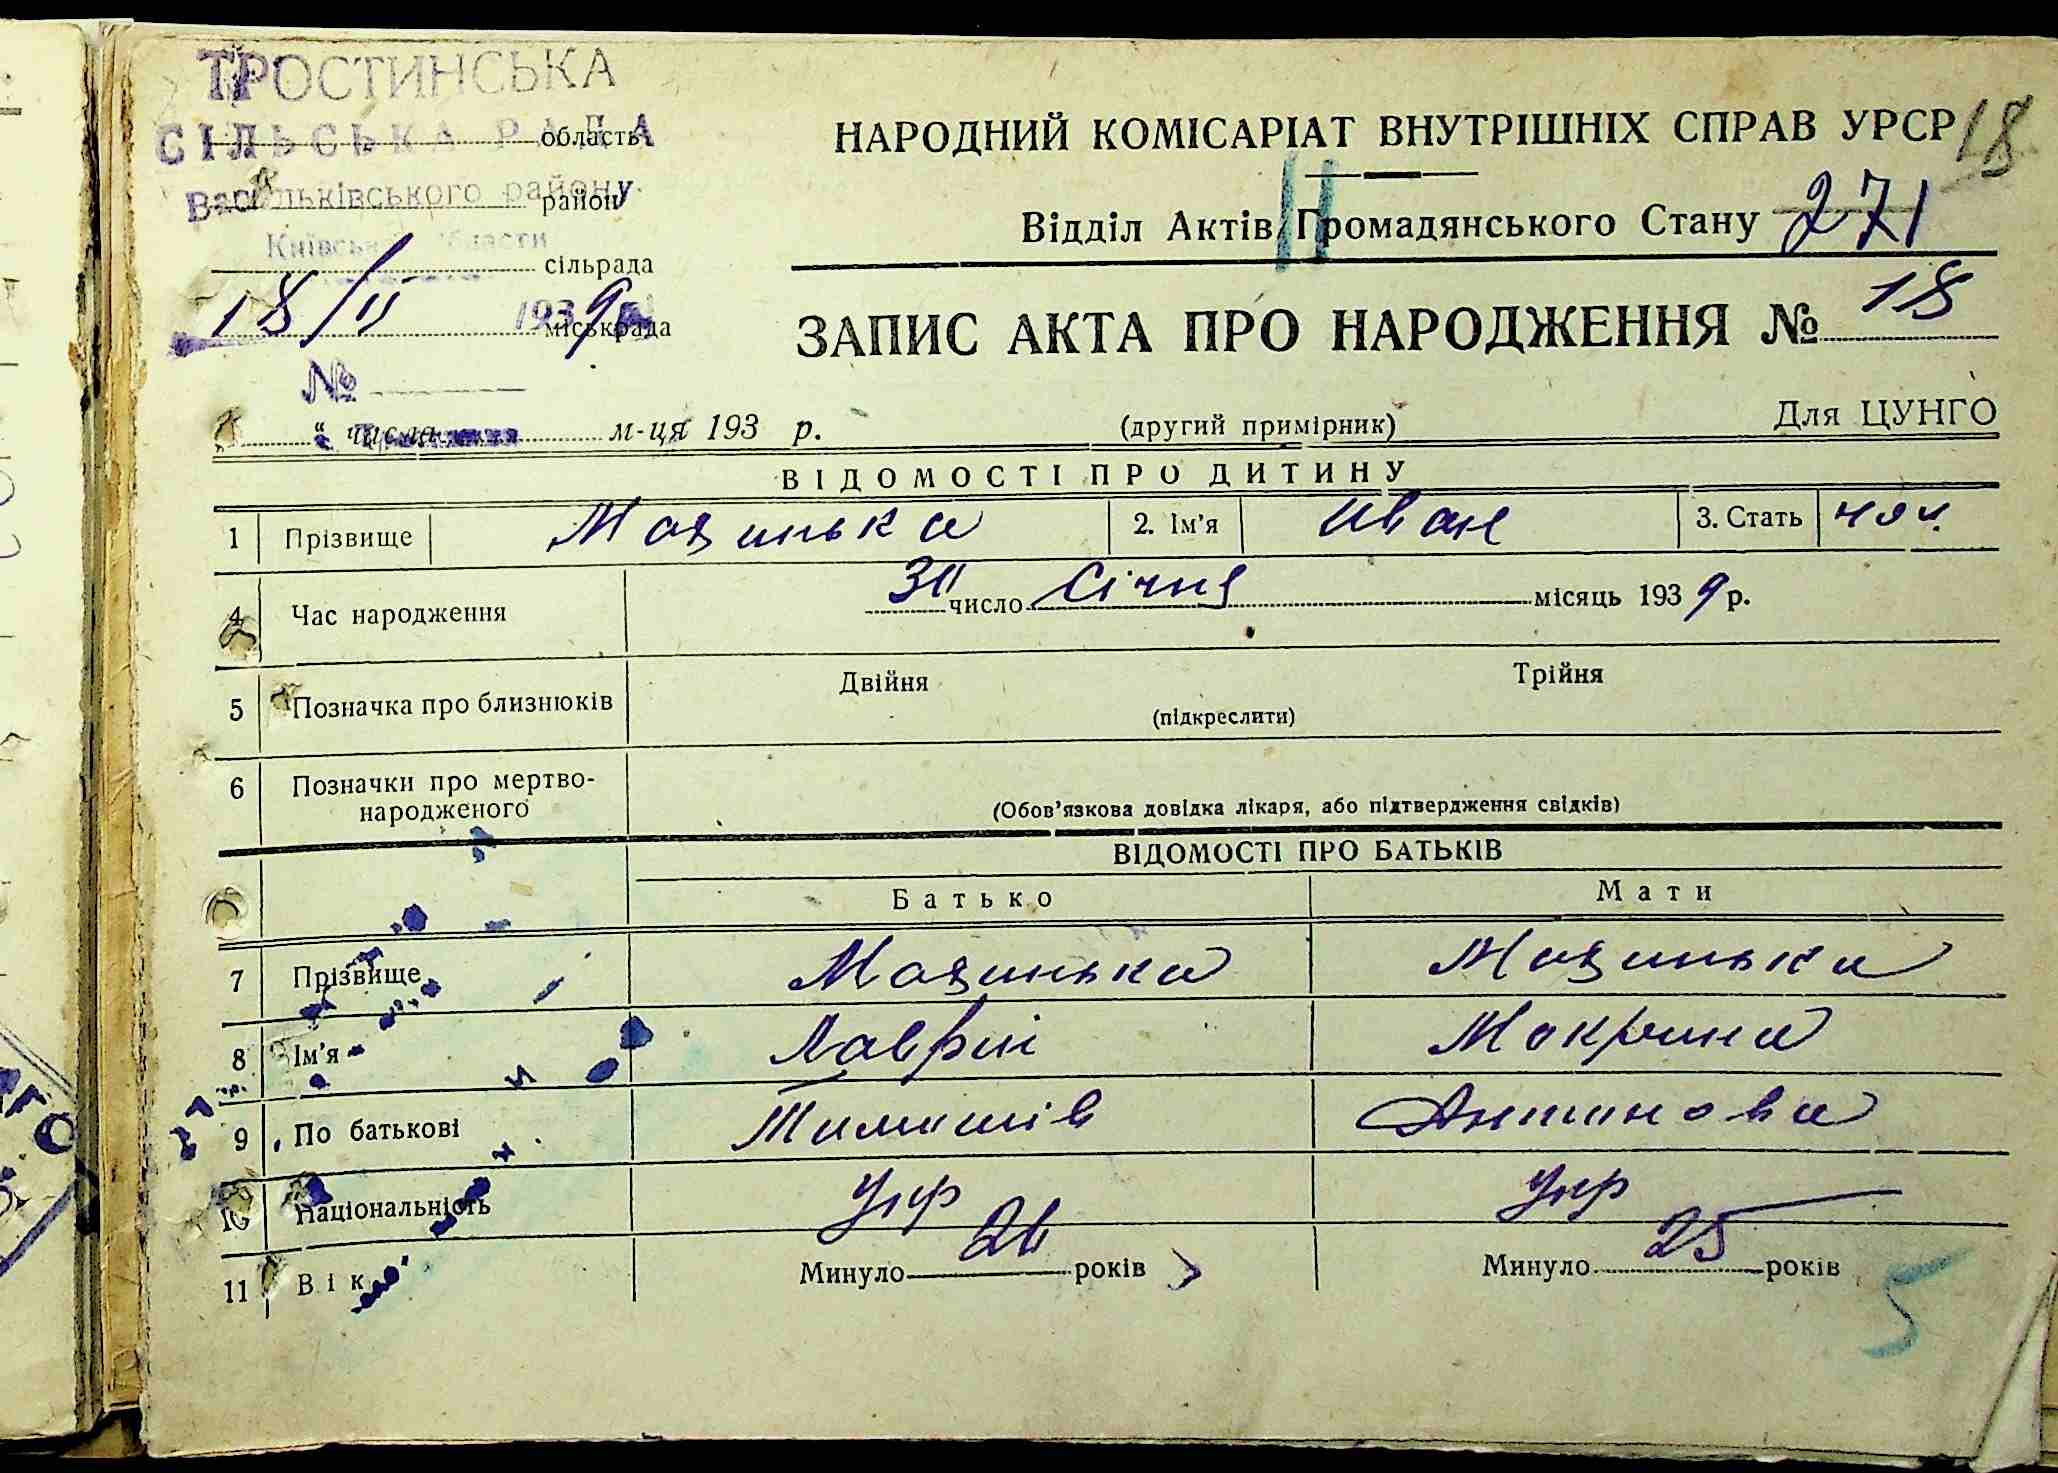 ТРОСТИНСЬКА
СІЛЬСЬКА РАДА
область
Васильківського району
район
Київської області
сільрада
18/II 1939 р.
міськрада
№
" числа м-ця 193 р.
НАРОДНИЙ КОМІСАРІАТ ВНУТРІШНІХ СПРАВ УРСР
18
Відділ Актів Громадянського Стану
271
ЗАПИС АКТА ПРО НАРОДЖЕННЯ № 18
(другий примірник)
Для ЦУНГО
ВІДОМОСТІ ПРО ДИТИНУ
1 Прізвище Мазинька 2. Ім'я Иван 3. Стать чол.
4 Час народження число Січня місяць 1939 р.
5 Позначка про близнюків Двійня Трійня
(підкреслити)
6 Позначки про мертво-
народженого
(Обов'язкова довідка лікаря, або підтвердження свідків)
ВІДОМОСТІ ПРО БАТЬКІВ
Батько Мати
7 Прізвище Мазинька Мазинька
8 Ім'я Лаврін Макрина
9 По батькові Тимишів Антинова
10 Національність Укр Укр
11 Вік Минуло 26 років Минуло 25 років
5